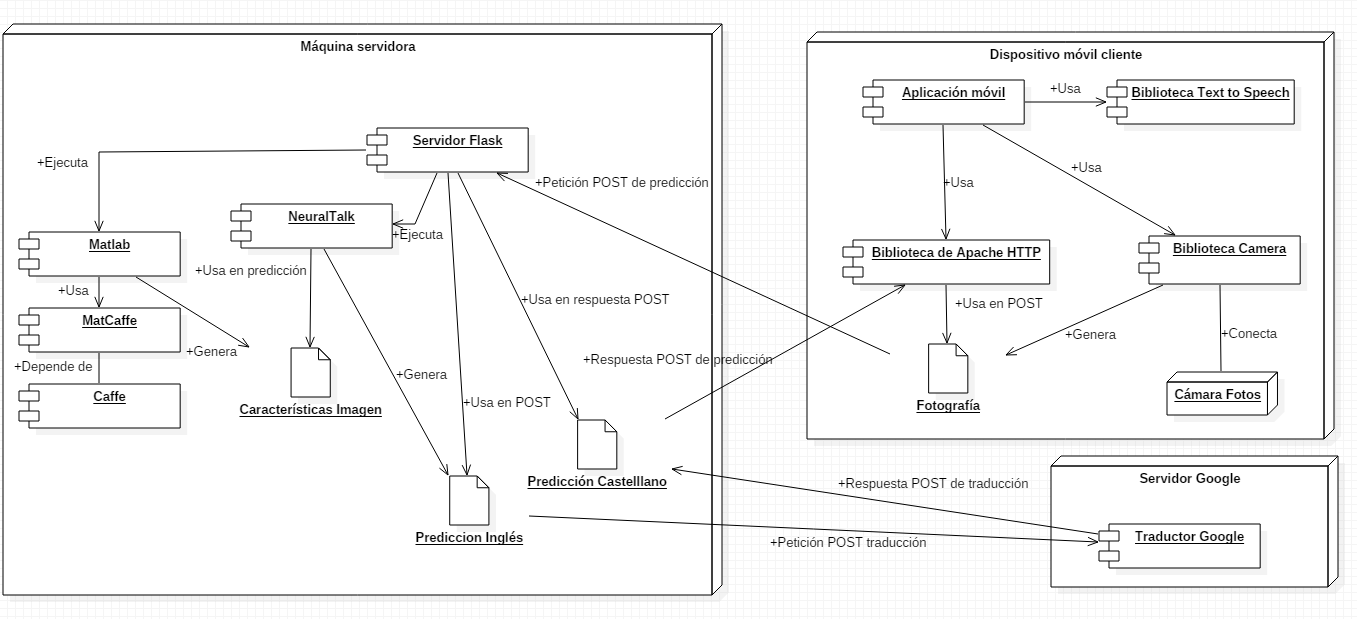 Máquina servidora
Servidor Flask
+Ejecuta
+Petición POST de predicción
NeuralTalk
+Ejecuta
Matlab
+Usa en predicción
+Usa
+Usa en respuesta POST
MatCaffe
+Genera
+Depende de
+Genera
Caffe
Características Imagen
+Usa en POST
+Respuesta POST de predicción
Predicción Castelllano
Prediccion Inglés
Dispositivo móvil cliente
Aplicación móvil
+Usa
Biblioteca Text to Speech
+Usa
+Usa
Biblioteca de Apache HTTP
Biblioteca Camera
+Usa en POST
+Genera
+Conecta
Fotografía
Cámara Fotos
Servidor Google
+Respuesta POST de traducción
Traductor Google
+Petición POST traducción